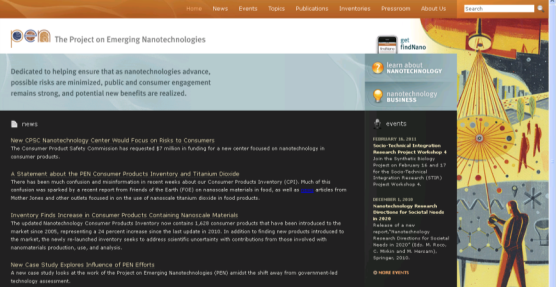 Home News Events Topics Publications Inventories Pressroom About Us Search
The Project on Emerging Nanotechnologies
get
findNano
Dedicated to helping ensure that as nanotechnologies advance,
possible risks are minimized, public and consumer engagement
remains strong, and potential new benefits are realized.
learn about
NANOTECHNOLOGY
nanotechnology
BUSINESS
news
New CPSC Nanotechnology Center Would Focus on Risks to Consumers
The Consumer Product Safety Commission has requested $7 million in funding for a new center focused on nanotechnology in
consumer products.
A Statement about the PEN Consumer Products Inventory and Titanium Dioxide
There has been much confusion and misinformation in recent weeks about our Consumer Products Inventory (CPI). Much of this
confusion was sparked by a recent report from Friends of the Earth (FOE) on nanoscale materials in food, as well as articles from
Mother Jones and other outlets focused in on the use of nanoscale titanium dioxide in food products.
Inventory Finds Increase in Consumer Products Containing Nanoscale Materials
The updated Nanotechnology Consumer Products Inventory now contains 1,628 consumer products that have been introduced to the
market since 2005, representing a 24 percent increase since the last update in 2010. In addition to finding new products introduced to
the market, the newly re-launched inventory seeks to address scientific uncertainty with contributions from those involved with
nanomaterials production, use, and analysis.
New Case Study Explores Influence of PEN Efforts
A new case study looks at the work of the Project on Emerging Nanotechnologies (PEN) amidst the shift away from government-led
technology assessment.
events
FEBRUARY 16, 2011
Socio-Technical Integration
Research Project Workshop 4
Join the Synthetic Biology
Project on February 16 and 17
for the Socio-Technical
Integration Research (STIR)
Project Workshop 4.
DECEMBER 1, 2010
Nanotechnology Research
Directions for Societal Needs
in 2020
Release of a new
report,"Nanotechnology
Research Directions for Societal
Needs in 2020" (Eds. M. Roco,
C. Mirkin and M. Hersam),
Springer, 2010.
MORE EVENTS